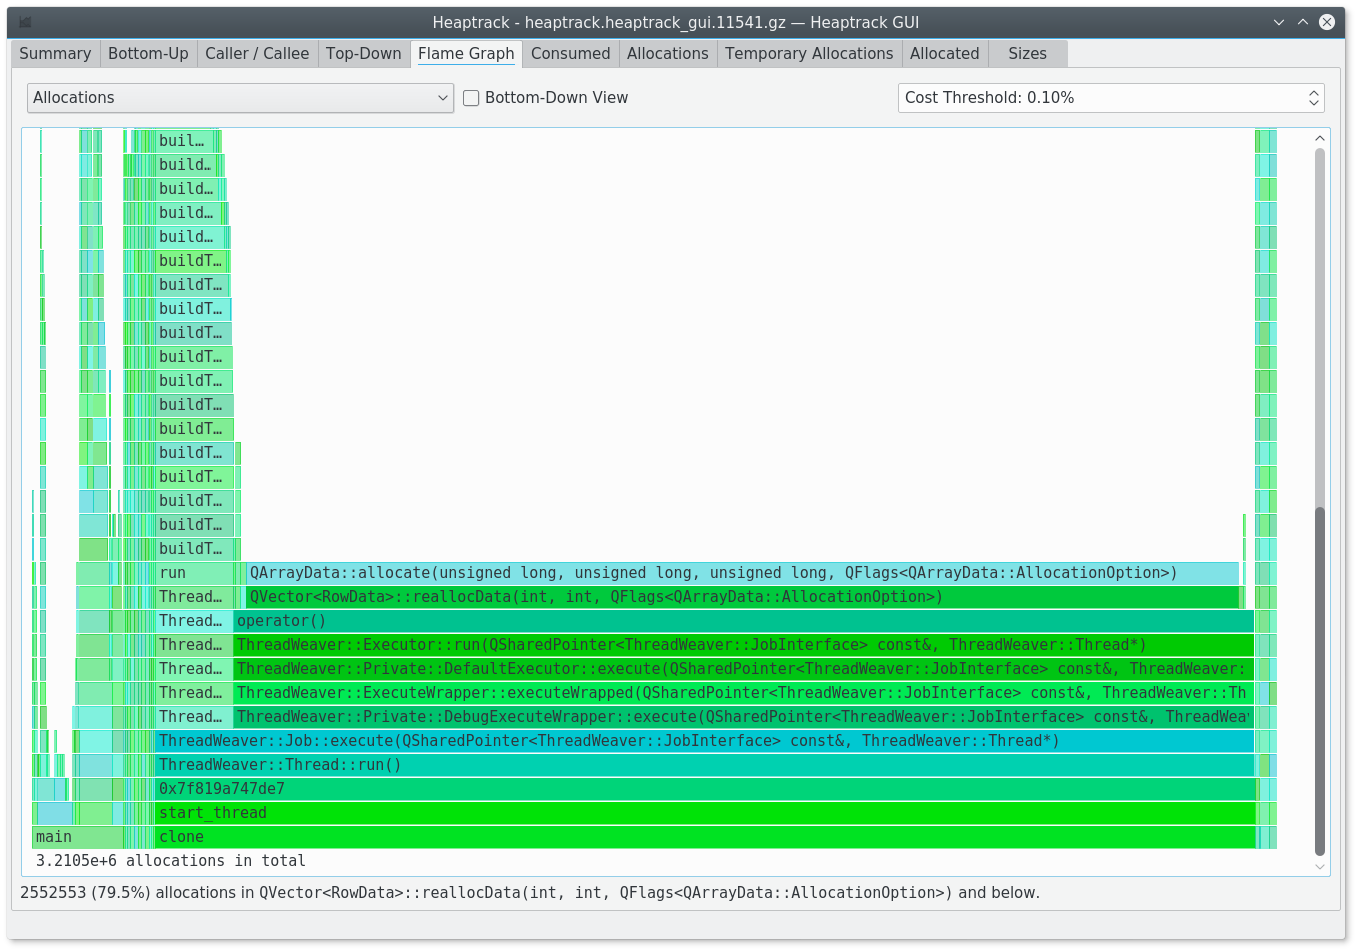 Heaptrack - heaptrack.heaptrack_gui.11541.gz — Heaptrack GUI
Summary Bottom-Up Caller / Callee Top-Down Flame Graph Consumed Allocations Temporary Allocations Allocated Sizes
Allocations Bottom-Down View Cost Threshold: 0.10%
buil…
build…
build…
build…
build…
buildT…
buildT…
buildT…
buildT…
buildT…
buildT…
buildT…
buildT…
buildT…
buildT…
buildT…
buildT…
buildT…
run QArrayData::allocate(unsigned long, unsigned long, unsigned long, QFlags<QArrayData::AllocationOption>)
Thread… QVector<RowData>::reallocData(int, int, QFlags<QArrayData::AllocationOption>)
Thread… operator()
Thread… ThreadWeaver::Executor::run(QSharedPointer<ThreadWeaver::JobInterface> const&, ThreadWeaver::Thread*)
Thread… ThreadWeaver::Private::DefaultExecutor::execute(QSharedPointer<ThreadWeaver::JobInterface> const&, ThreadWeaver:
Thread… ThreadWeaver::ExecuteWrapper::executeWrapped(QSharedPointer<ThreadWeaver::JobInterface> const&, ThreadWeaver::Th
Thread… ThreadWeaver::Private::DebugExecuteWrapper::execute(QSharedPointer<ThreadWeaver::JobInterface> const&, ThreadWeav
ThreadWeaver::Job::execute(QSharedPointer<ThreadWeaver::JobInterface> const&, ThreadWeaver::Thread*)
ThreadWeaver::Thread::run()
0x7f819a747de7
start_thread
main clone
3.2105e+6 allocations in total
2552553 (79.5%) allocations in QVector<RowData>::reallocData(int, int, QFlags<QArrayData::AllocationOption>) and below.